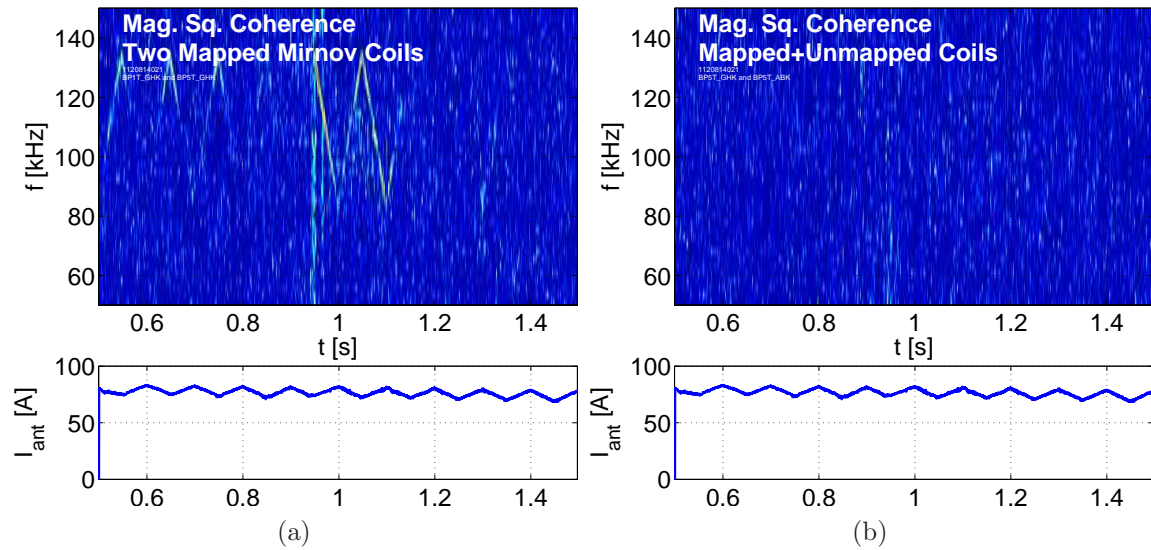 Mag. Sq. Coherence
Two Mapped Mirnov Coils
1120814021
BP1T_GHK and BP5T_GHK
140
120
100
80
60
f [kHz]
0.6 0.8 1 1.2 1.4
t [s]
100
50
0
I_ant [A]
0.6 0.8 1 1.2 1.4
(a)
Mag. Sq. Coherence
Mapped+Unmapped Coils
1120814021
BP5T_GHK and BP5T_ABK
140
120
100
80
60
f [kHz]
0.6 0.8 1 1.2 1.4
t [s]
100
50
0
I_ant [A]
0.6 0.8 1 1.2 1.4
(b)